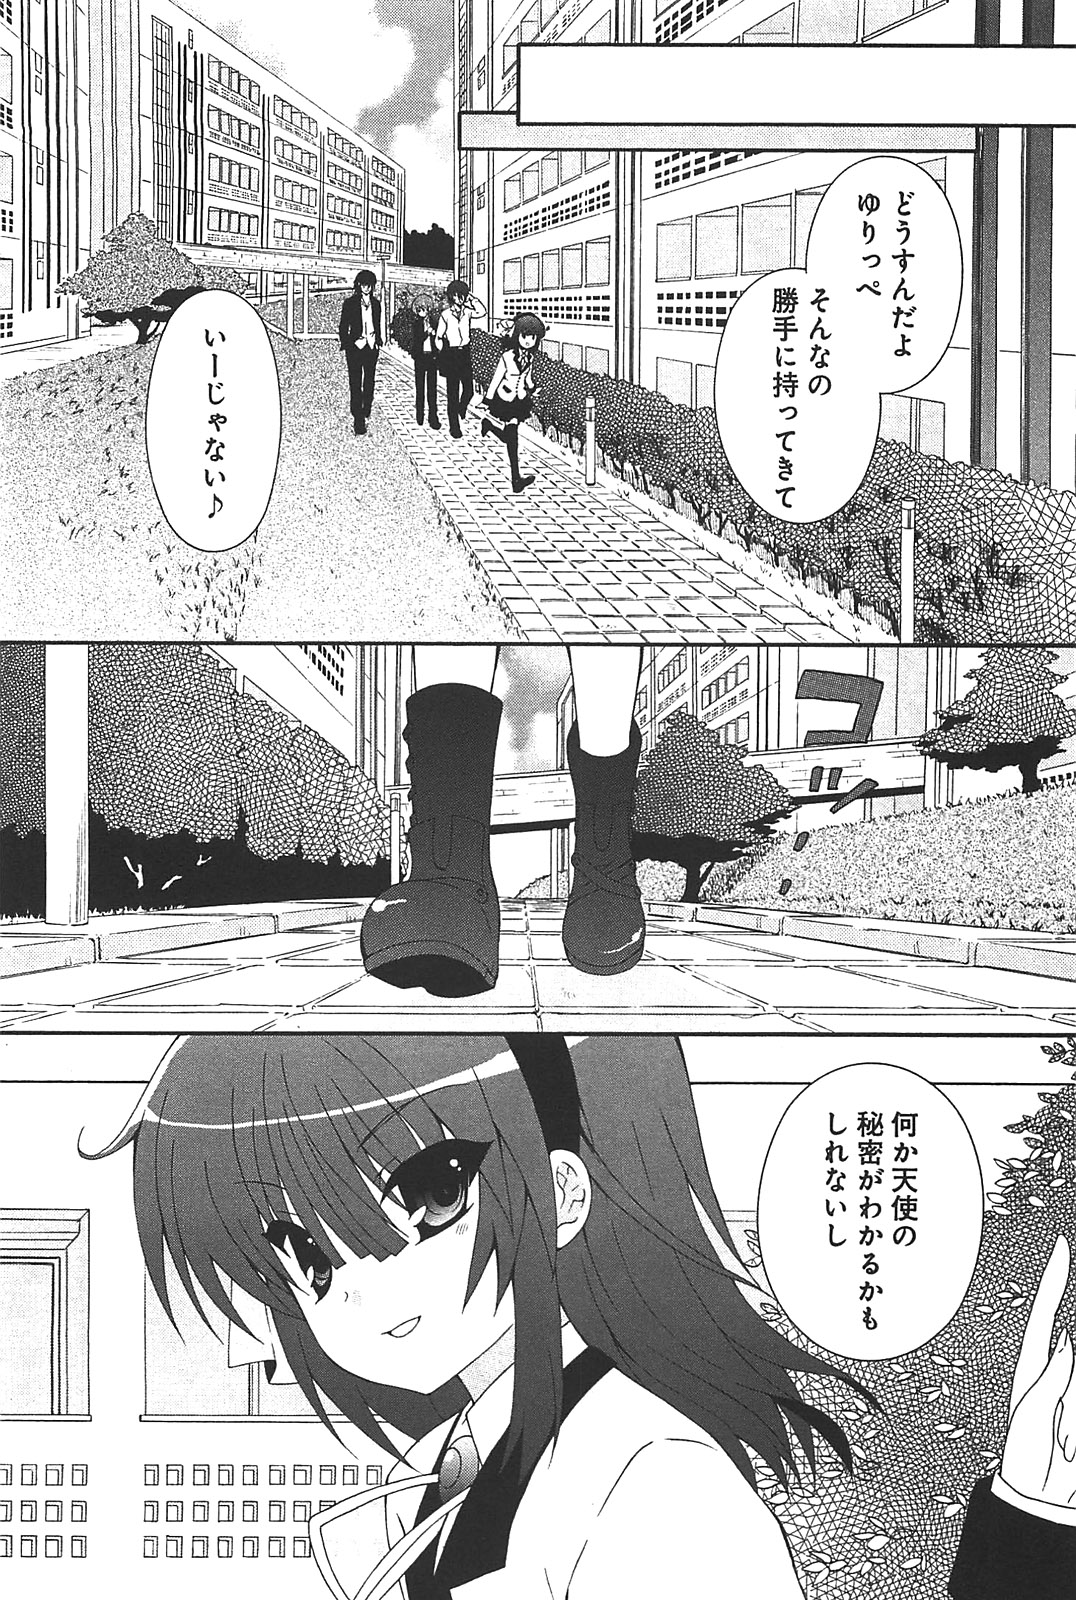 どうすんだよ
ゆりっぺ
そんなの
勝手に持ってきて
いーじゃない♪
コツ
何か天使の
秘密がわかるかも
しれないし